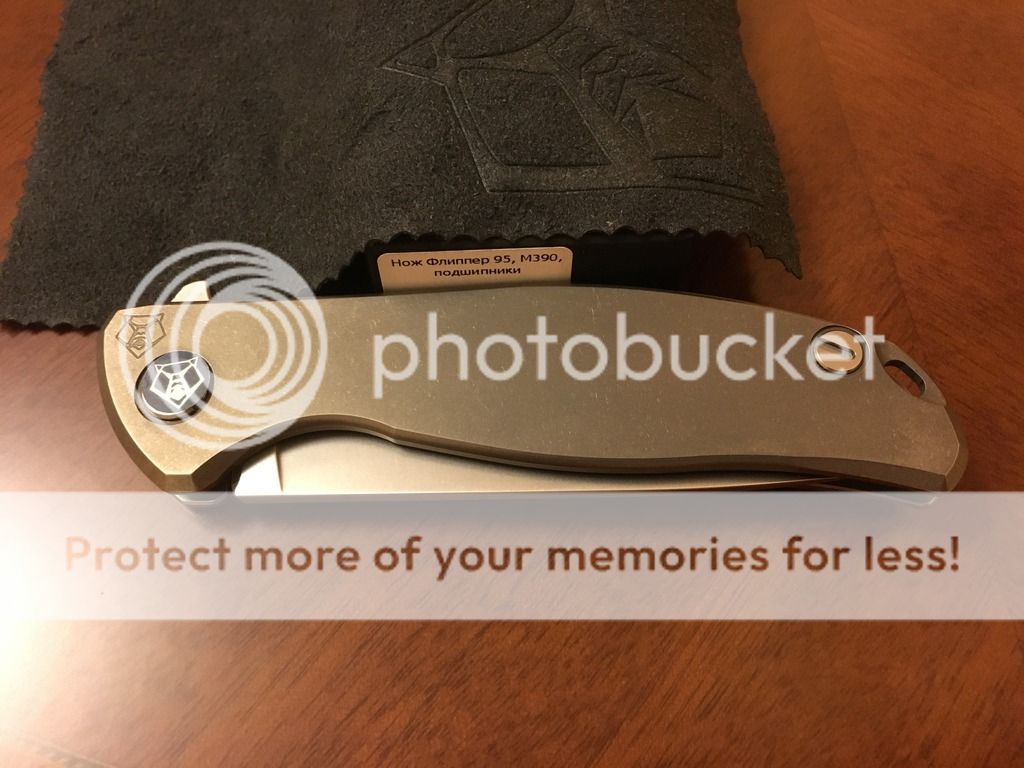 Нож Флиппер 95, М390,
подшипники
photobucket
Protect more of your memories for less!